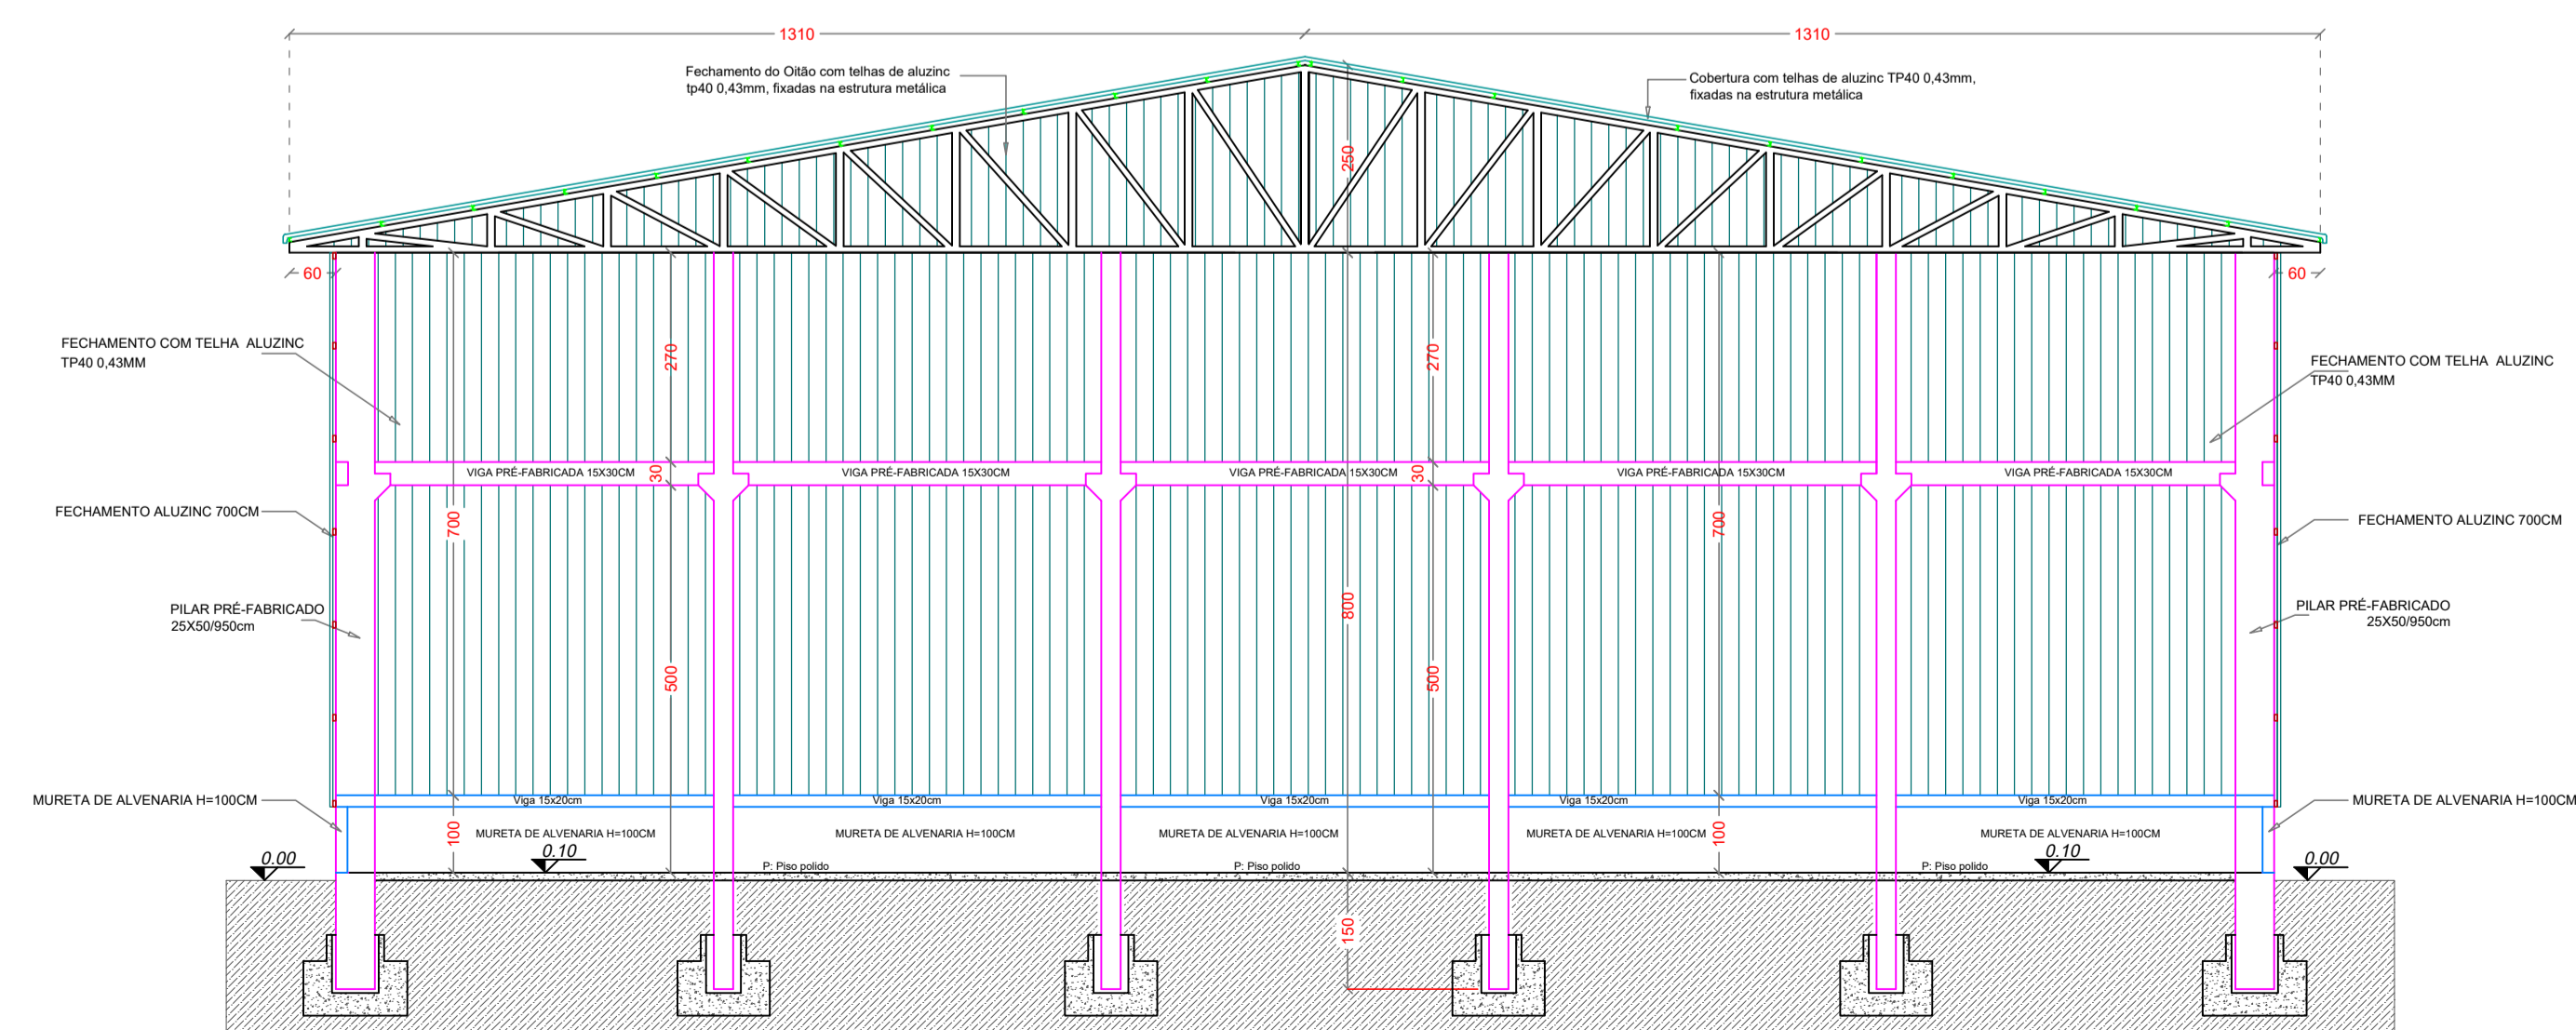 1310
1310
Fechamento do Oitão com telhas de aluzinc
tp40 0,43mm, fixadas na estrutura metálica
Cobertura com telhas de aluzinc TP40 0,43mm,
fixadas na estrutura metálica
250
60
60
FECHAMENTO COM TELHA  ALUZINC
TP40 0,43MM
270
270
FECHAMENTO COM TELHA  ALUZINC
TP40 0,43MM
VIGA PRÉ-FABRICADA 15X30CM
VIGA PRÉ-FABRICADA 15X30CM
VIGA PRÉ-FABRICADA 15X30CM
VIGA PRÉ-FABRICADA 15X30CM
VIGA PRÉ-FABRICADA 15X30CM
30
30
FECHAMENTO ALUZINC 700CM
700
700
FECHAMENTO ALUZINC 700CM
PILAR PRÉ-FABRICADO
25X50/950cm
800
PILAR PRÉ-FABRICADO
25X50/950cm
500
500
MURETA DE ALVENARIA H=100CM
Viga 15x20cm
Viga 15x20cm
Viga 15x20cm
Viga 15x20cm
Viga 15x20cm
MURETA DE ALVENARIA H=100CM
100
MURETA DE ALVENARIA H=100CM
MURETA DE ALVENARIA H=100CM
MURETA DE ALVENARIA H=100CM
MURETA DE ALVENARIA H=100CM
100
MURETA DE ALVENARIA H=100CM
0.00
0.10
0.10
0.00
P: Piso polido
P: Piso polido
P: Piso polido
150